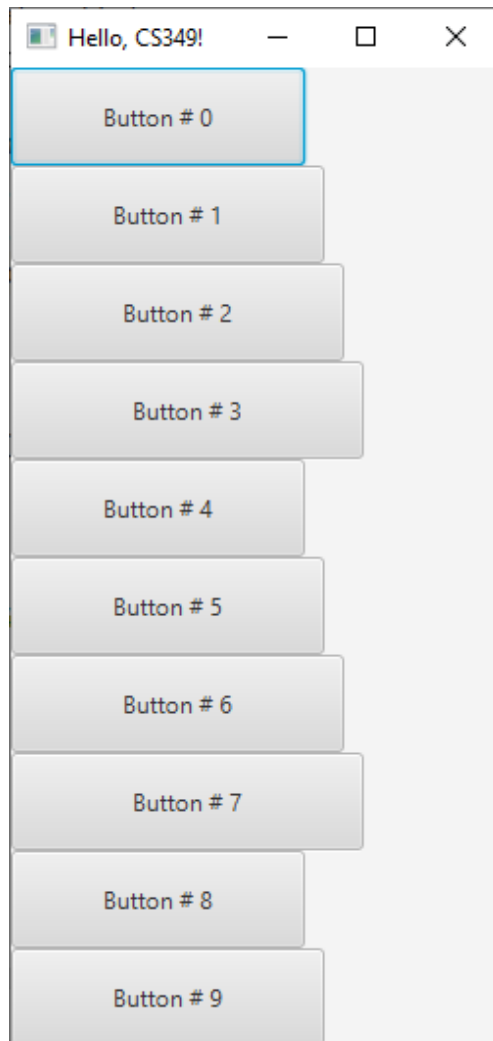 Hello, CS349!
Button # 0
Button # 1
Button # 2
Button # 3
Button # 4
Button # 5
Button # 6
Button # 7
Button # 8
Button # 9